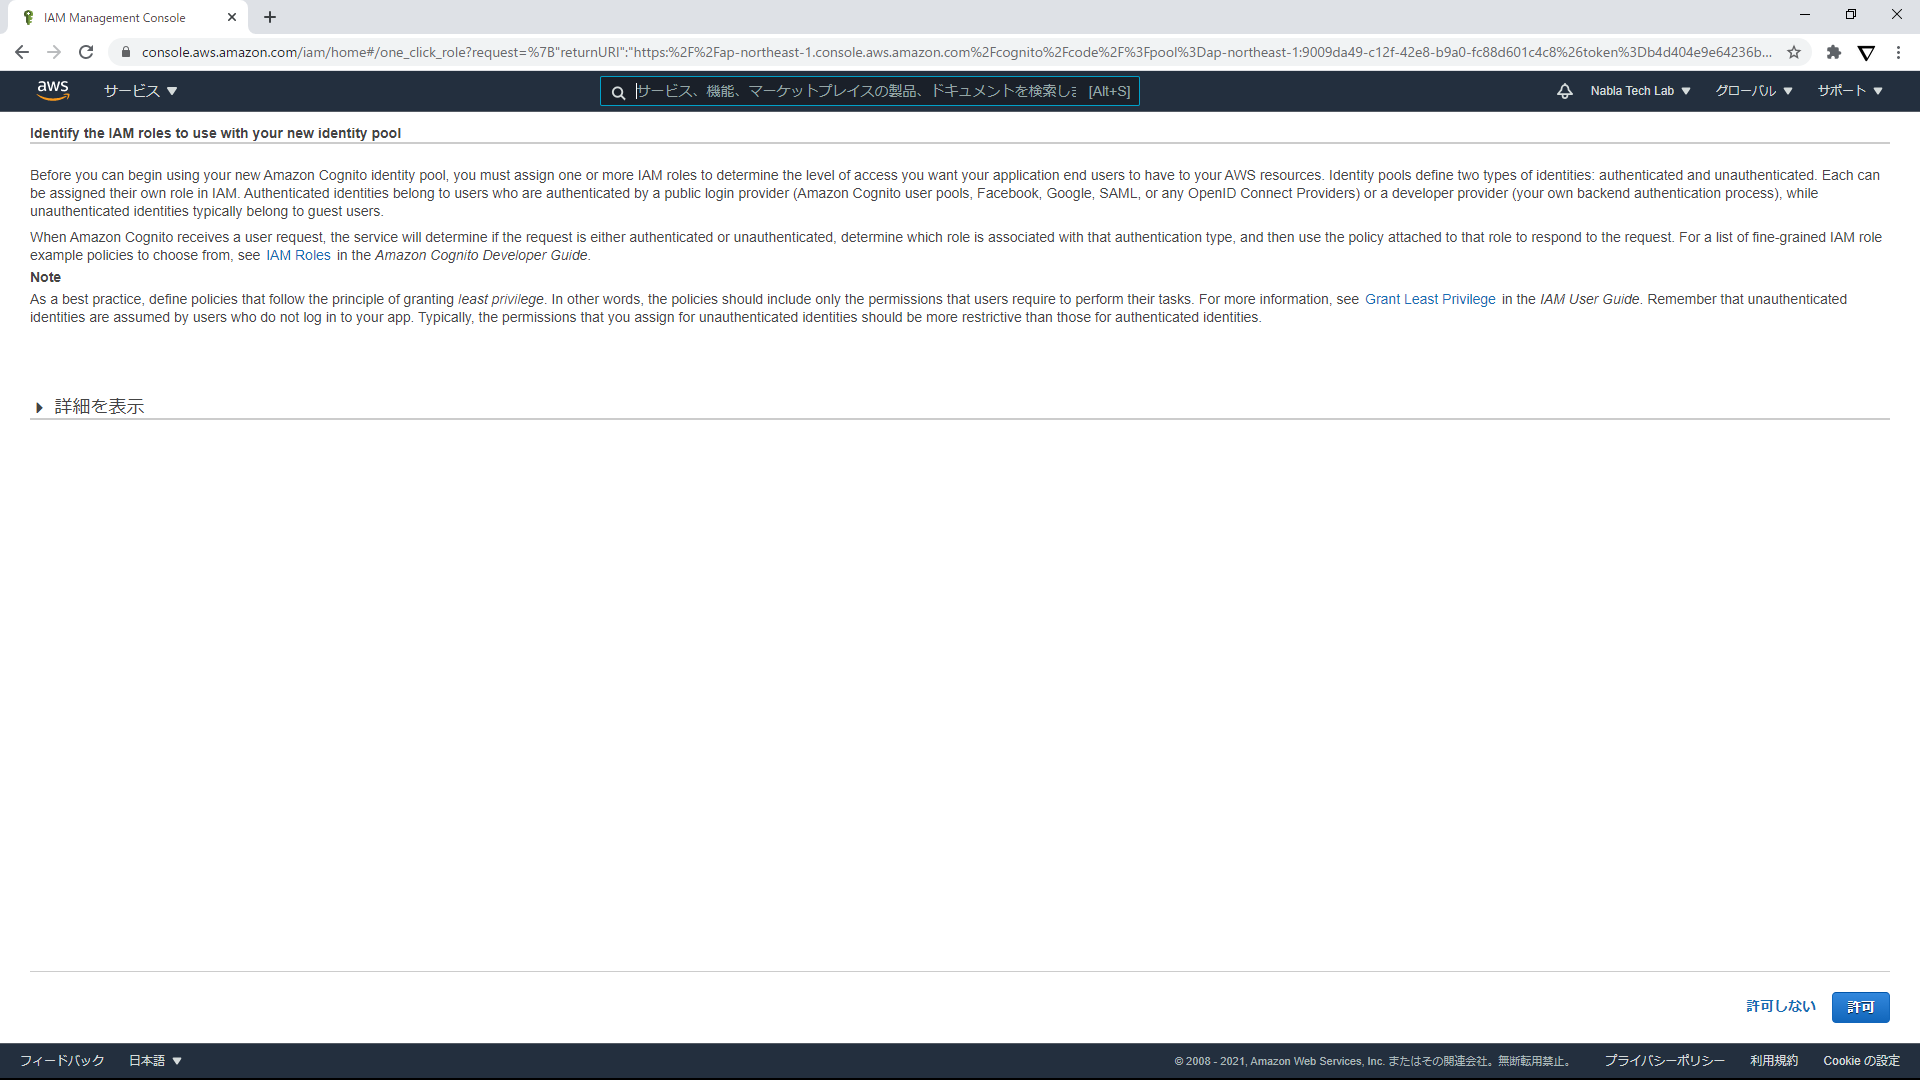 IAM Management Console
console.aws.amazon.com/iam/home#/one_click_role?request=%7B"returnURl":"https:%2F%2Fap-northeast-1.console.aws.amazon.com%2Fcognito%2Fcode%2F%3Fpool%3Dap-northeast-1:9009da49-c12f-42e8-b9a0-fc88d601c4c8%26token%3Db4d404e9e64236b...
aws サービス サービス、機能、マーケットプレイスの製品、ドキュメントを検索しま [Alt+S] Nabla Tech Lab グローバル サポート
Identify the IAM roles to use with your new identity pool
Before you can begin using your new Amazon Cognito identity pool, you must assign one or more IAM roles to determine the level of access you want your application end users to have to your AWS resources. Identity pools define two types of identities: authenticated and unauthenticated. Each can
be assigned their own role in IAM. Authenticated identities belong to users who are authenticated by a public login provider (Amazon Cognito user pools, Facebook, Google, SAML, or any OpenID Connect Providers) or a developer provider (your own backend authentication process), while
unauthenticated identities typically belong to guest users.
When Amazon Cognito receives a user request, the service will determine if the request is either authenticated or unauthenticated, determine which role is associated with that authentication type, and then use the policy attached to that role to respond to the request. For a list of fine-grained IAM role
example policies to choose from, see IAM Roles in the Amazon Cognito Developer Guide.
Note
As a best practice, define policies that follow the principle of granting least privilege. In other words, the policies should include only the permissions that users require to perform their tasks. For more information, see Grant Least Privilege in the IAM User Guide. Remember that unauthenticated
identities are assumed by users who do not log in to your app. Typically, the permissions that you assign for unauthenticated identities should be more restrictive than those for authenticated identities.
詳細を表示
許可しない 許可
フィードバック 日本語 © 2008 - 2021, Amazon Web Services, Inc. またはその関連会社。無断転用禁止。 プライバシーポリシー 利用規約 Cookie の設定